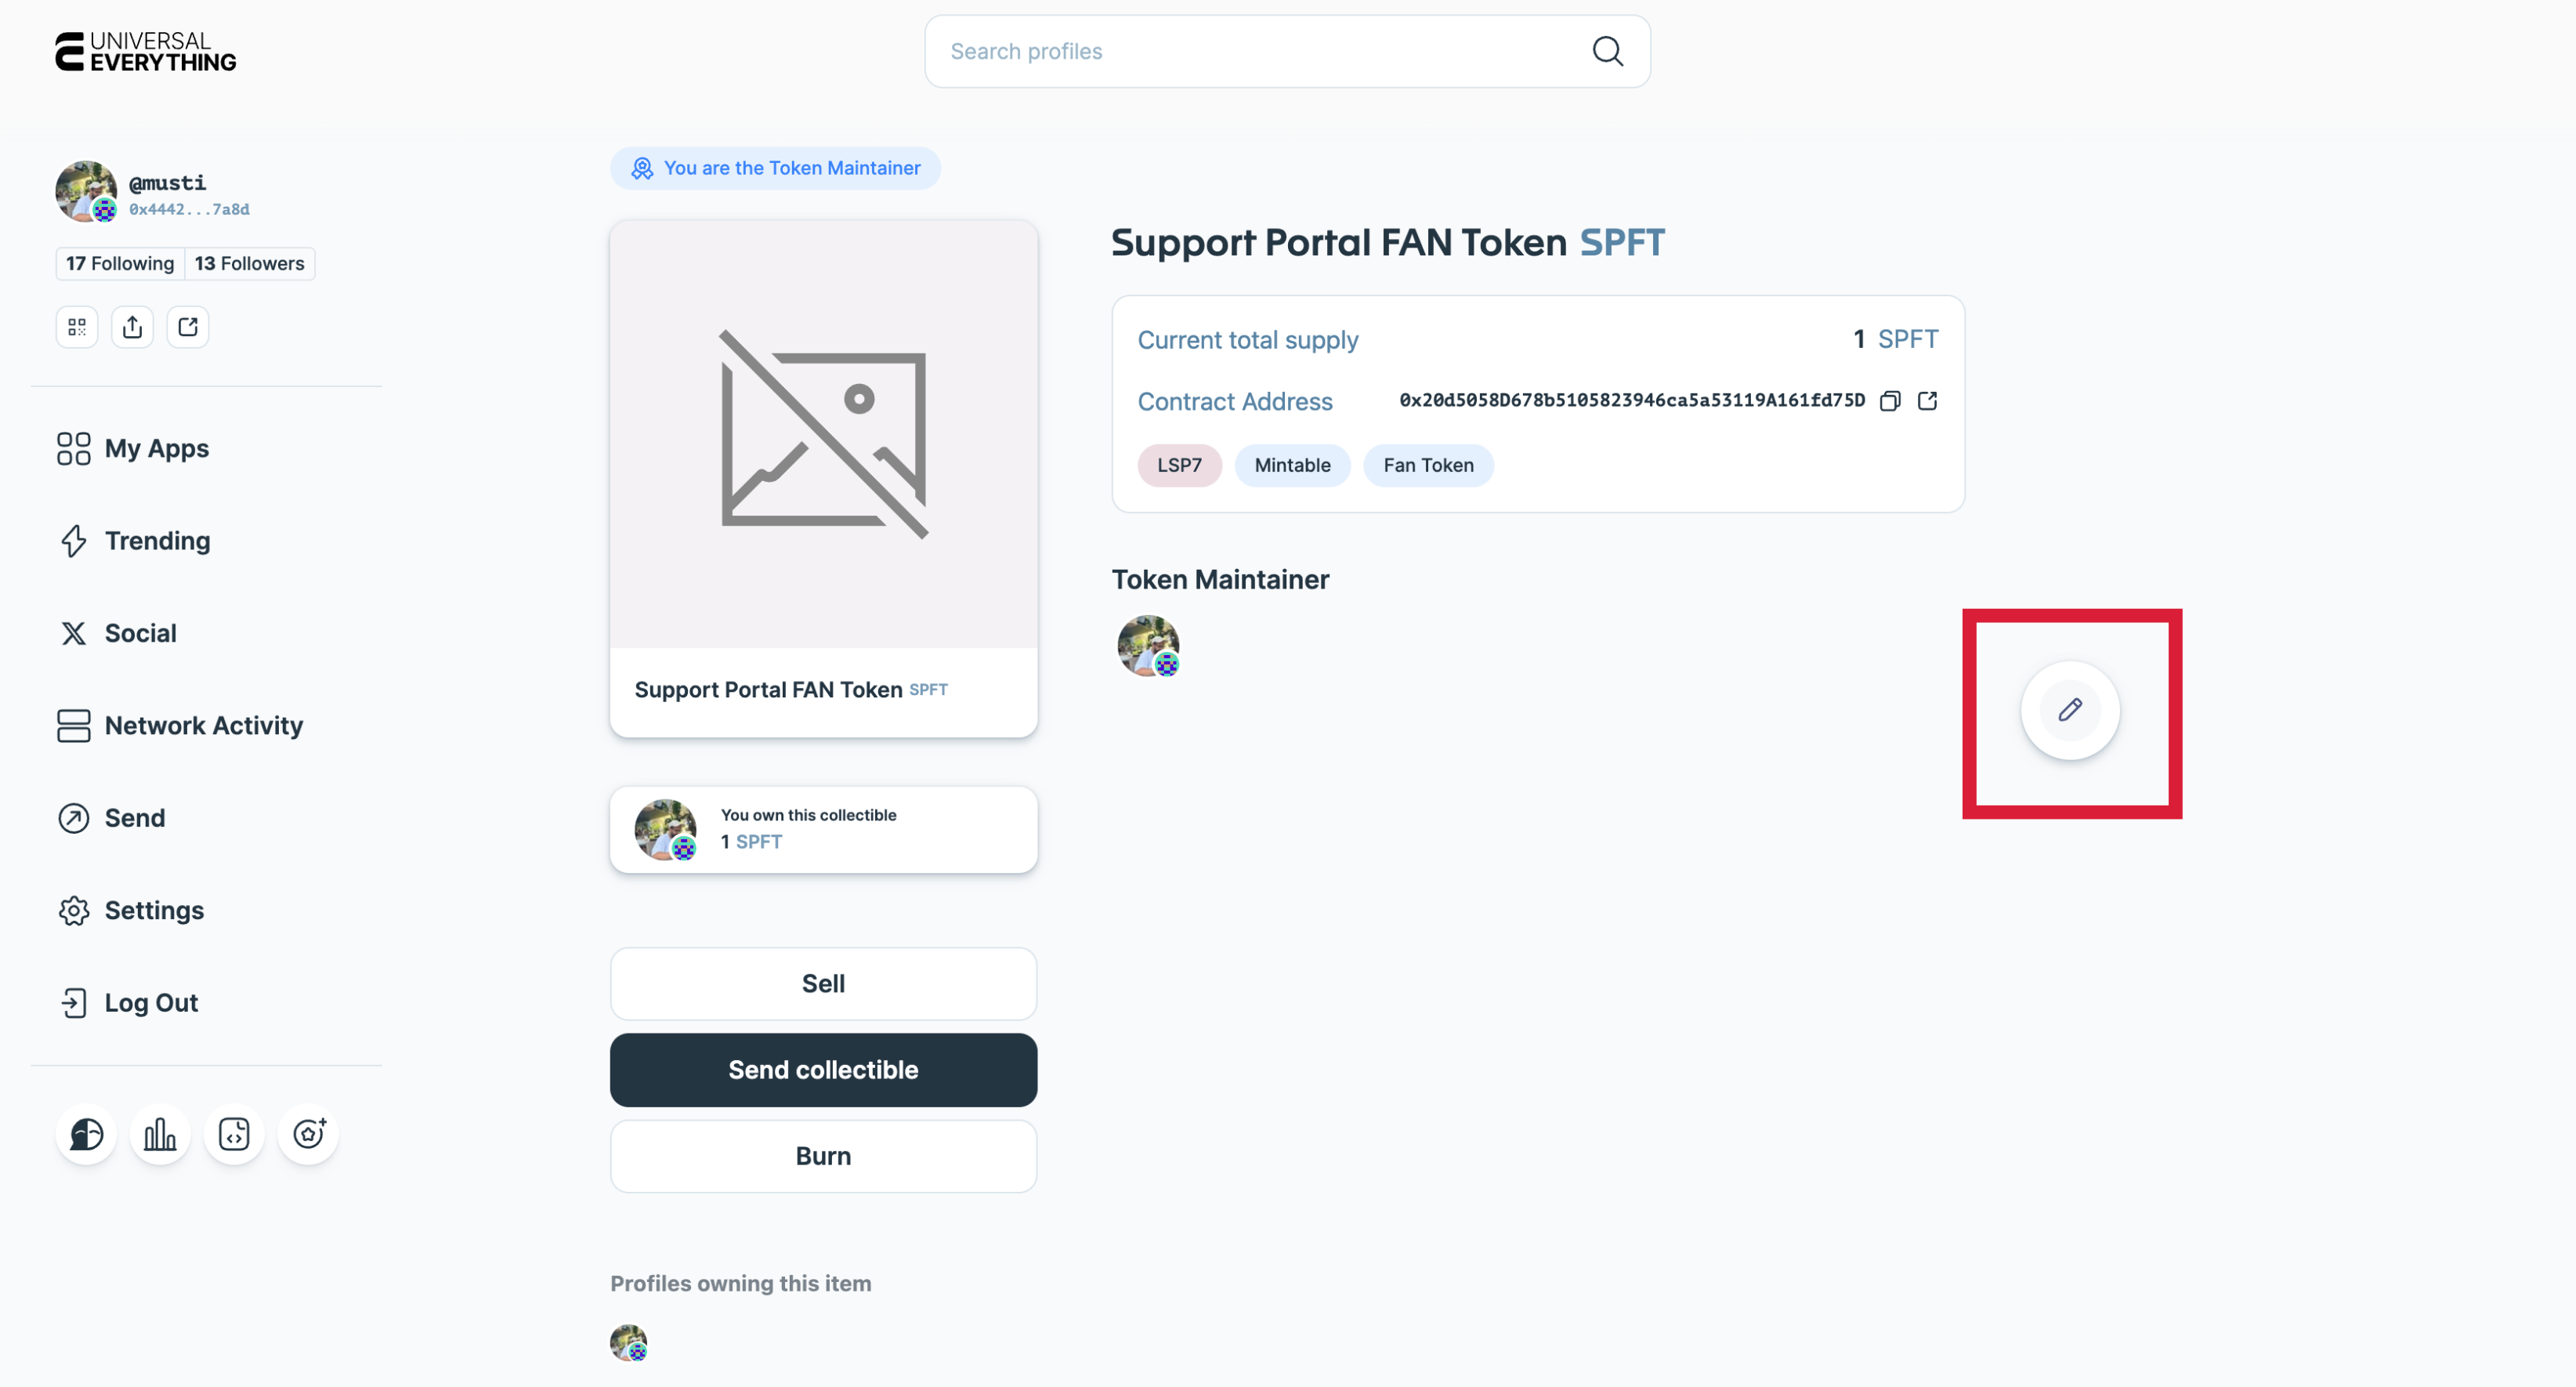 UNIVERSAL
EVERYTHING
Search profiles
@musti
0x4442...7a8d
17 Following
13 Followers
My Apps
Trending
Social
Network Activity
Send
Settings
Log Out
You are the Token Maintainer
Support Portal FAN Token SPFT
You own this collectible
1 SPFT
Sell
Send collectible
Burn
Profiles owning this item
Support Portal FAN Token SPFT
Current total supply 1 SPFT
Contract Address 0x20d5058D678b5105823946ca5a53119A161fd75D
LSP7 Mintable Fan Token
Token Maintainer